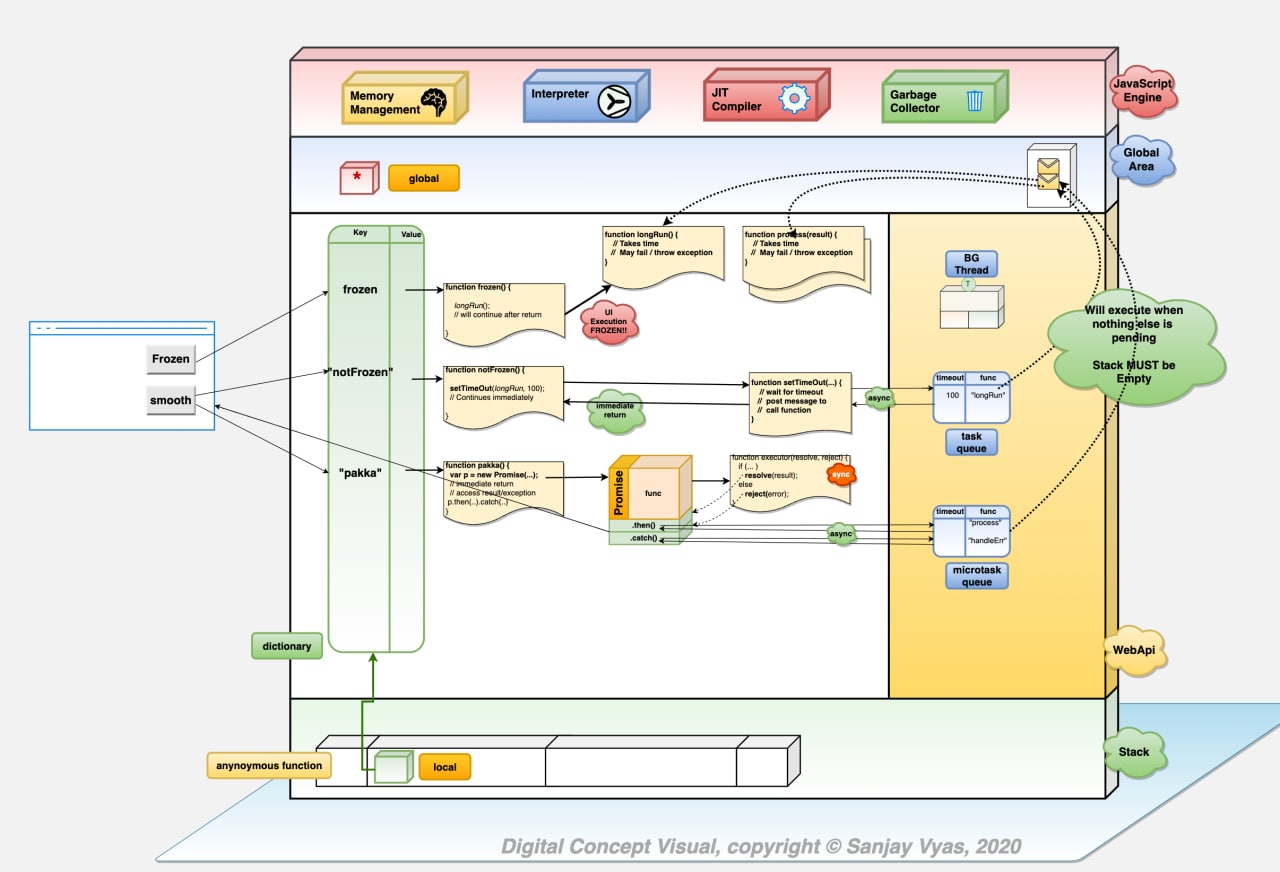 Memory
Management
Interpreter
JIT
Compiler
Garbage
Collector
JavaScript
Engine
*
global
Global
Area
Key
Value
function longRun() {
// Takes time
// May fail / throw exception
}
function process(result) {
// Takes time
// May fail / throw exception
}
BG
Thread
T
frozen
function frozen() {
longRun();
// will continue after return
}
UI
Execution
FROZEN!!
Will execute when
nothing else is
pending
Stack MUST be
Empty
Frozen
smooth
"notFrozen"
function notFrozen() {
setTimeOut(longRun, 100);
// Continues immediately
}
immediate
return
function setTimeOut(...) {
// wait for timeout
// post message to
// call function
}
async
timeout
func
100
"longRun"
task
queue
"pakka"
function pakka() {
var p = new Promise(...);
// immediate return
// access result/exception
p.then(..).catch(..)
}
Promise
func
.then()
.catch()
function executor(resolve, reject) {
if (... )
resolve(result);
else
reject(error);
sync
async
timeout
func
"process"
"handleErr"
microtask
queue
dictionary
WebApi
anynoymous function
local
Stack
Digital Concept Visual, copyright © Sanjay Vyas, 2020